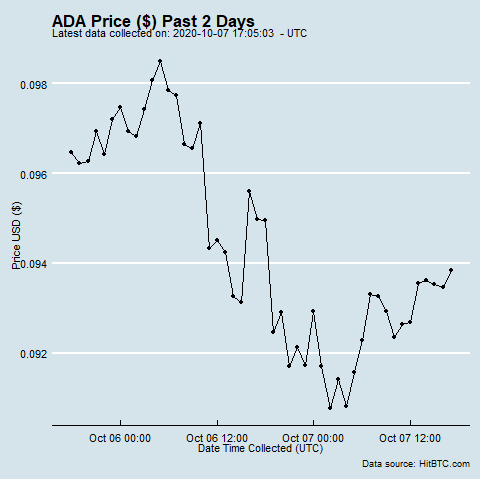 ADA Price ($) Past 2 Days
Latest data collected on: 2020-10-07 17:05:03  - UTC
0.098
0.096
0.094
0.092
Price USD ($)
Oct 06 00:00 Oct 06 12:00 Oct 07 00:00 Oct 07 12:00
Date Time Collected (UTC)
Data source: HitBTC.com